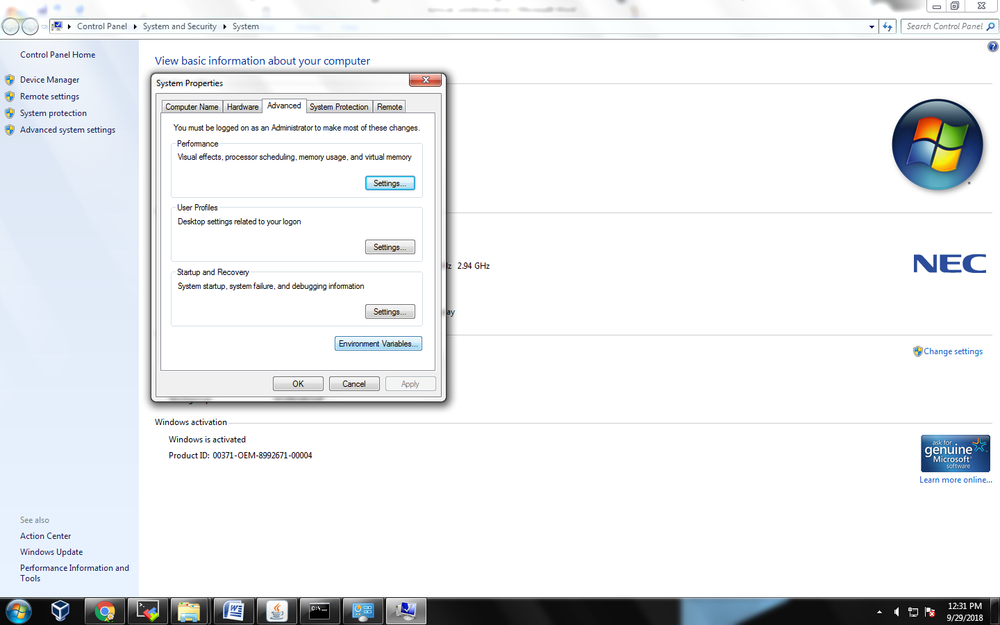 Control Panel
System and Security
System
Search Control Panel
Control Panel Home
Device Manager
Remote settings
System protection
Advanced system settings
View basic information about your computer
System Properties
Computer Name
Hardware
Advanced
System Protection
Remote
You must be logged on as an Administrator to make most of these changes.
Performance
Visual effects, processor scheduling, memory usage, and virtual memory
Settings...
User Profiles
Desktop settings related to your logon
Settings...
Startup and Recovery
System startup, system failure, and debugging information
Settings...
Environment Variables...
OK
Cancel
Apply
2.94 GHz
NEC
Change settings
Windows activation
Windows is activated
Product ID: 00371-OEM-8992671-00004
ask for
genuine
Microsoft
software
Learn more online...
See also
Action Center
Windows Update
Performance Information and
Tools
C:\
12:31 PM
9/29/2018